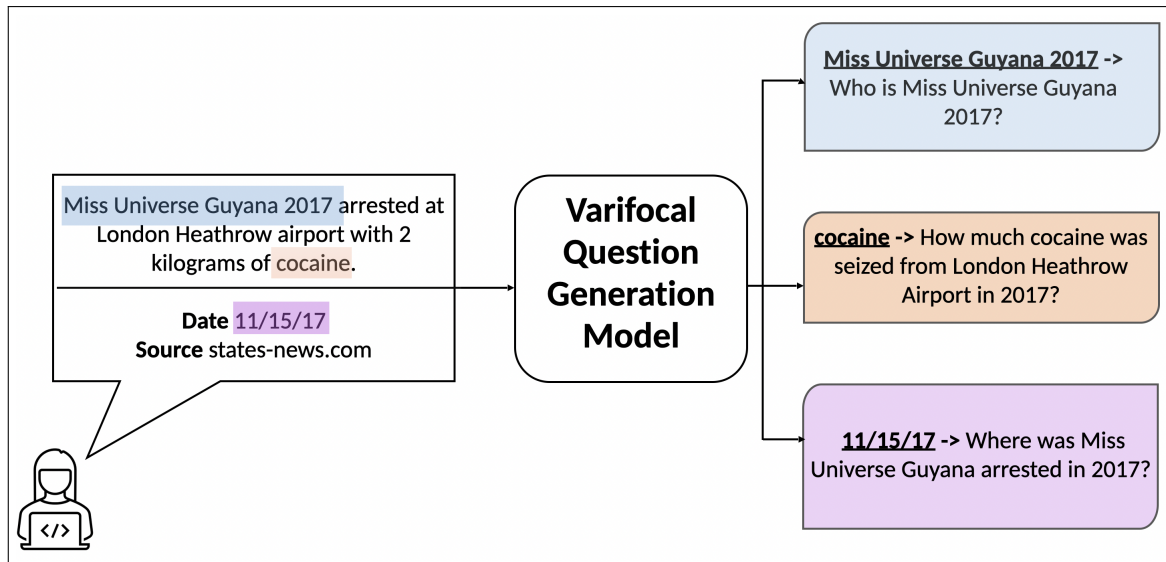 Miss Universe Guyana 2017 arrested at
London Heathrow airport with 2
kilograms of cocaine.
Date 11/15/17
Source states-news.com
</>
Varifocal
Question
Generation
Model
Miss Universe Guyana 2017 ->
Who is Miss Universe Guyana
2017?
cocaine -> How much cocaine was
seized from London Heathrow
Airport in 2017?
11/15/17 -> Where was Miss
Universe Guyana arrested in 2017?